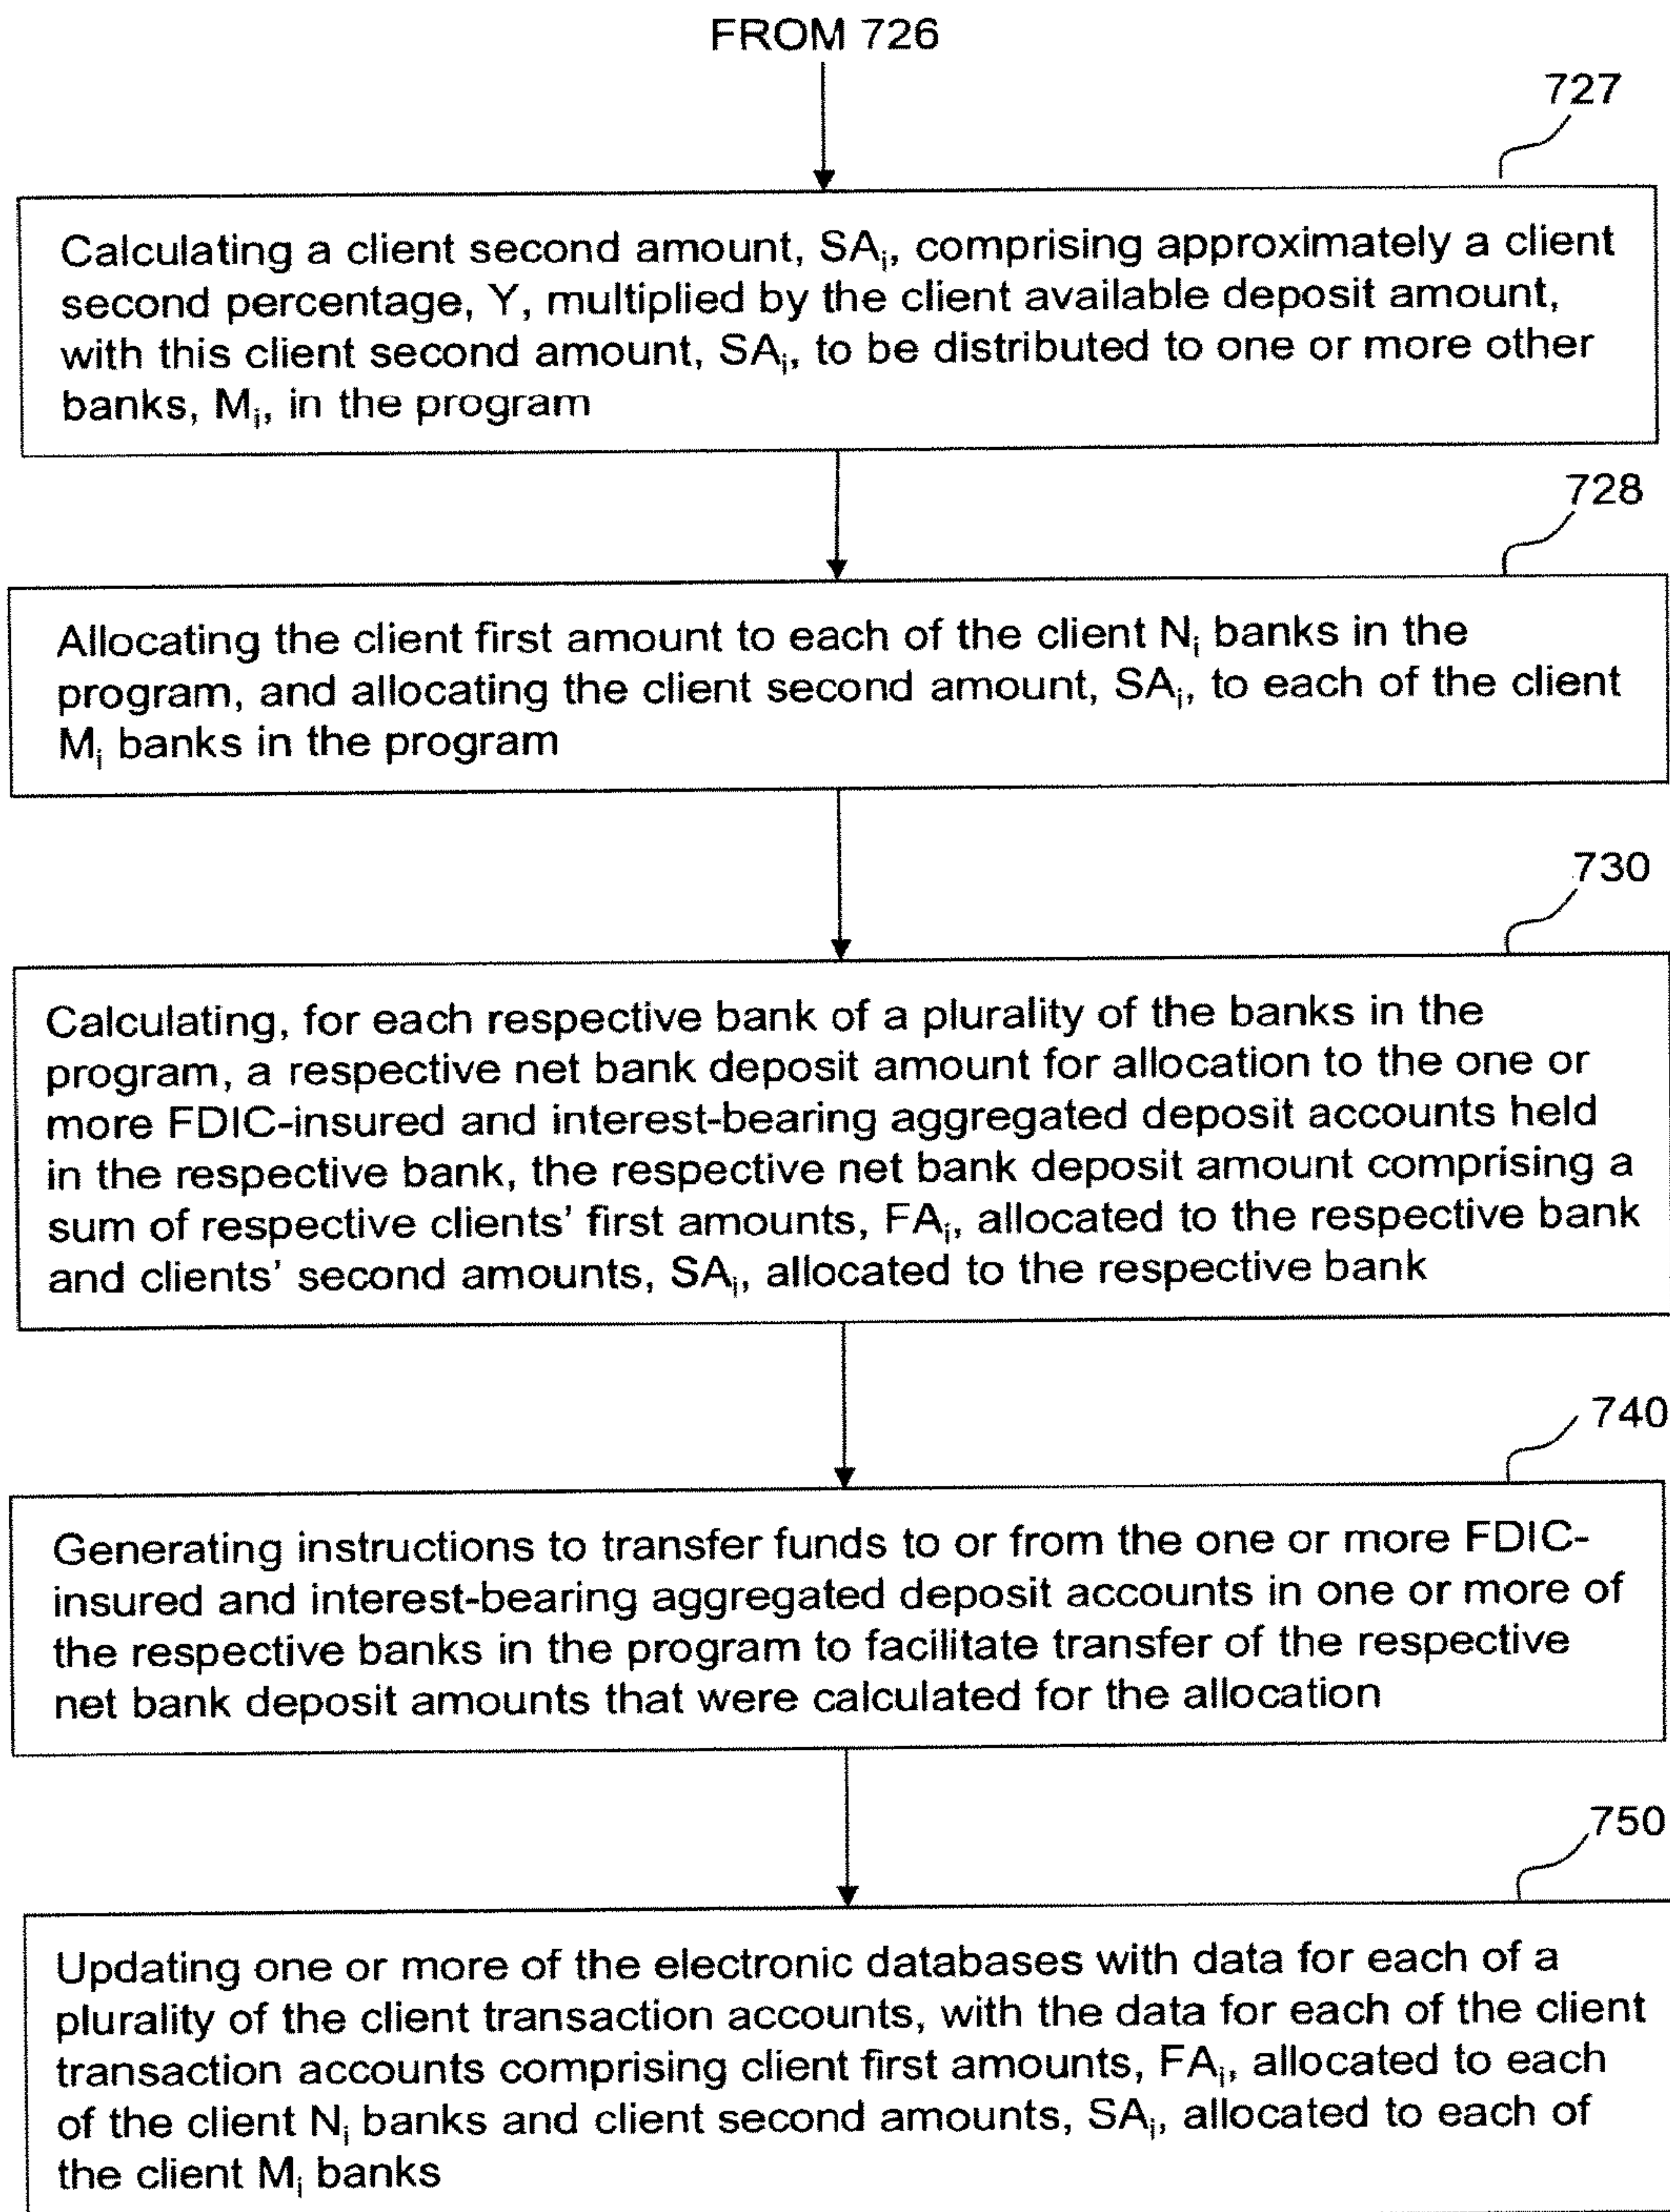 FROM 726
727
Calculating a client second amount, SAᵢ, comprising approximately a client
second percentage, Y, multiplied by the client available deposit amount,
with this client second amount, SAᵢ, to be distributed to one or more other
banks, Mᵢ, in the program
728
Allocating the client first amount to each of the client Nᵢ banks in the
program, and allocating the client second amount, SAᵢ, to each of the client
Mᵢ banks in the program
730
Calculating, for each respective bank of a plurality of the banks in the
program, a respective net bank deposit amount for allocation to the one or
more FDIC-insured and interest-bearing aggregated deposit accounts held
in the respective bank, the respective net bank deposit amount comprising a
sum of respective clients' first amounts, FAᵢ, allocated to the respective bank
and clients' second amounts, SAᵢ, allocated to the respective bank
740
Generating instructions to transfer funds to or from the one or more FDIC-
insured and interest-bearing aggregated deposit accounts in one or more of
the respective banks in the program to facilitate transfer of the respective
net bank deposit amounts that were calculated for the allocation
750
Updating one or more of the electronic databases with data for each of a
plurality of the client transaction accounts, with the data for each of the client
transaction accounts comprising client first amounts, FAᵢ, allocated to each
of the client Nᵢ banks and client second amounts, SAᵢ, allocated to each of
the client Mᵢ banks